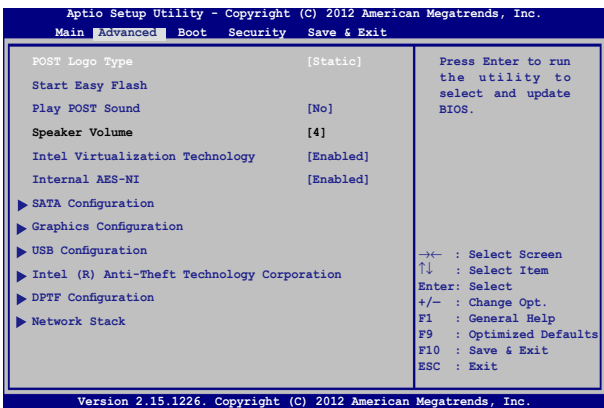 Aptio Setup Utility - Copyright (C) 2012 American Megatrends, Inc.
Main Advanced Boot Security Save & Exit
POST Logo Type [Static]
Start Easy Flash
Play POST Sound [No]
Speaker Volume [4]
Intel Virtualization Technology [Enabled]
Internal AES-NI [Enabled]
SATA Configuration
Graphics Configuration
USB Configuration
Intel (R) Anti-Theft Technology Corporation
DPTF Configuration
Network Stack
Press Enter to run
the utility to
select and update
BIOS.
→← : Select Screen
↑↓ : Select Item
Enter: Select
+/— : Change Opt.
F1 : General Help
F9 : Optimized Defaults
F10 : Save & Exit
ESC : Exit
Version 2.15.1226. Copyright (C) 2012 American Megatrends, Inc.